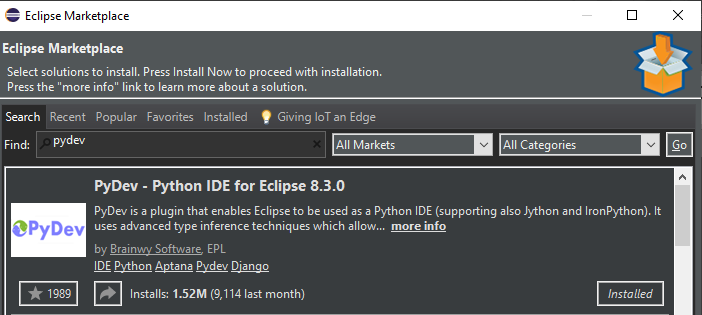 Eclipse Marketplace
Eclipse Marketplace
Select solutions to install. Press Install Now to proceed with installation.
Press the "more info" link to learn more about a solution.
Search Recent Popular Favorites Installed Giving IoT an Edge
Find: pydev All Markets All Categories Go
PyDev - Python IDE for Eclipse 8.3.0
PyDev is a plugin that enables Eclipse to be used as a Python IDE (supporting also Jython and IronPython). It
uses advanced type inference techniques which allow... more info
PyDev
by Brainwy Software, EPL
IDE Python Aptana Pydev Django
1989 Installs: 1.52M (9,114 last month) Installed